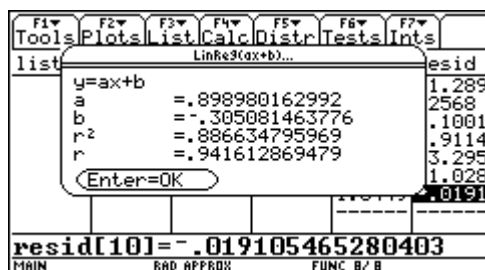 F1▼ F2▼ F3▼ F4▼ F5▼ F6▼ F7▼
Tools Plots List Calc Distr Tests Ints
list esid
LinReg(ax+b)...
y=ax+b
a =.898980162992
b =-.305081463776
r² =.886634795969
r =.941612869479
Enter=OK
1.289
2568
.1001
.9114
3.295
1.028
.0191
resid[10]=-.019105465280403
MAIN RAD APPROX FUNC 8/8